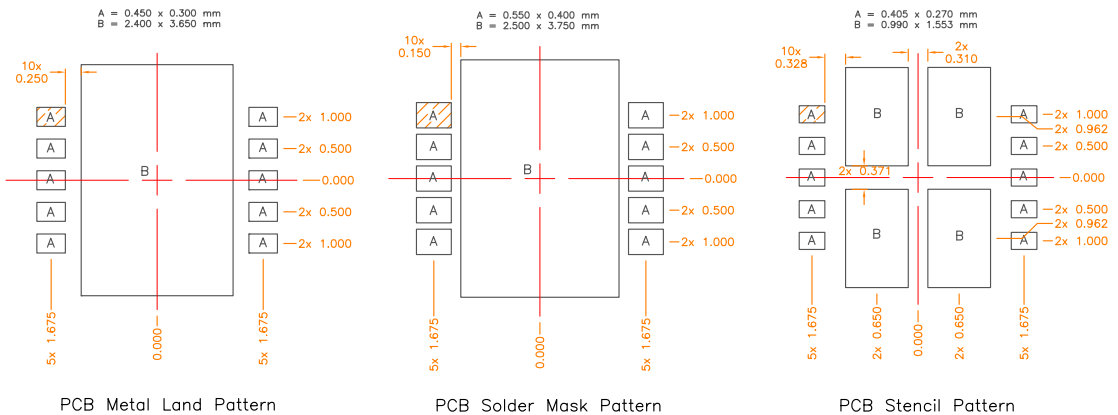 A = 0.450 x 0.300 mm
B = 2.400 x 3.650 mm
10x
0.250
A
A
A
A
A
B
A
A
A
A
A
2x 1.000
2x 0.500
0.000
2x 0.500
2x 1.000
5x 1.675
0.000
5x 1.675
PCB Metal Land Pattern
A = 0.550 x 0.400 mm
B = 2.500 x 3.750 mm
10x
0.150
A
A
A
A
A
B
A
A
A
A
A
2x 1.000
2x 0.500
0.000
2x 0.500
2x 1.000
5x 1.675
0.000
5x 1.675
PCB Solder Mask Pattern
A = 0.405 x 0.270 mm
B = 0.990 x 1.553 mm
10x
0.328
2x
0.310
A
A
A
A
A
B
B
2x 0.371
B
B
A
A
A
A
A
2x 1.000
2x 0.962
2x 0.500
0.000
2x 0.500
2x 0.962
2x 1.000
5x 1.675
2x 0.650
0.000
2x 0.650
5x 1.675
PCB Stencil Pattern